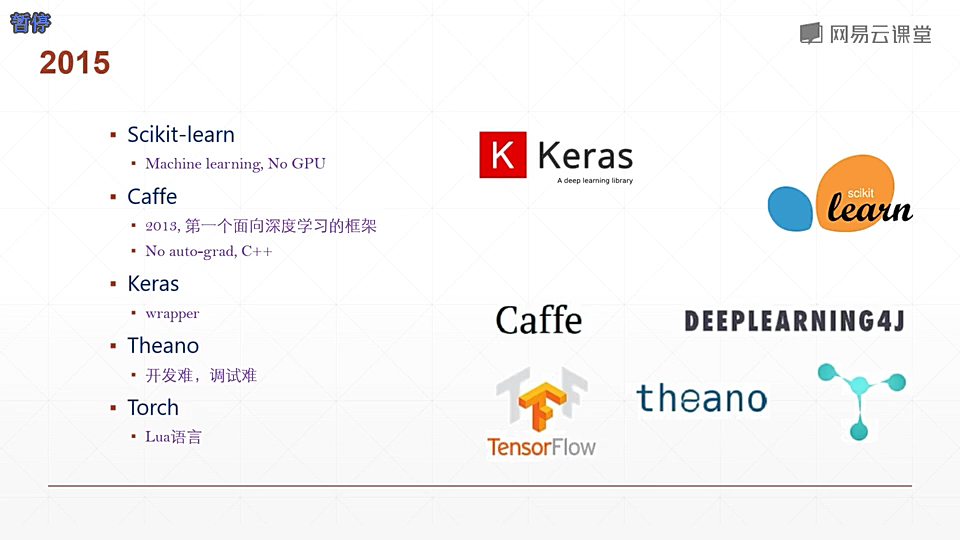 暂停
网易云课堂
2015
Scikit-learn
Machine learning, No GPU
Caffe
2013, 第一个面向深度学习的框架
No auto-grad, C++
Keras
wrapper
Theano
开发难，调试难
Torch
Lua语言
K Keras
A deep learning library
scikit
learn
Caffe
DEEPLEARNING4J
theano
TensorFlow